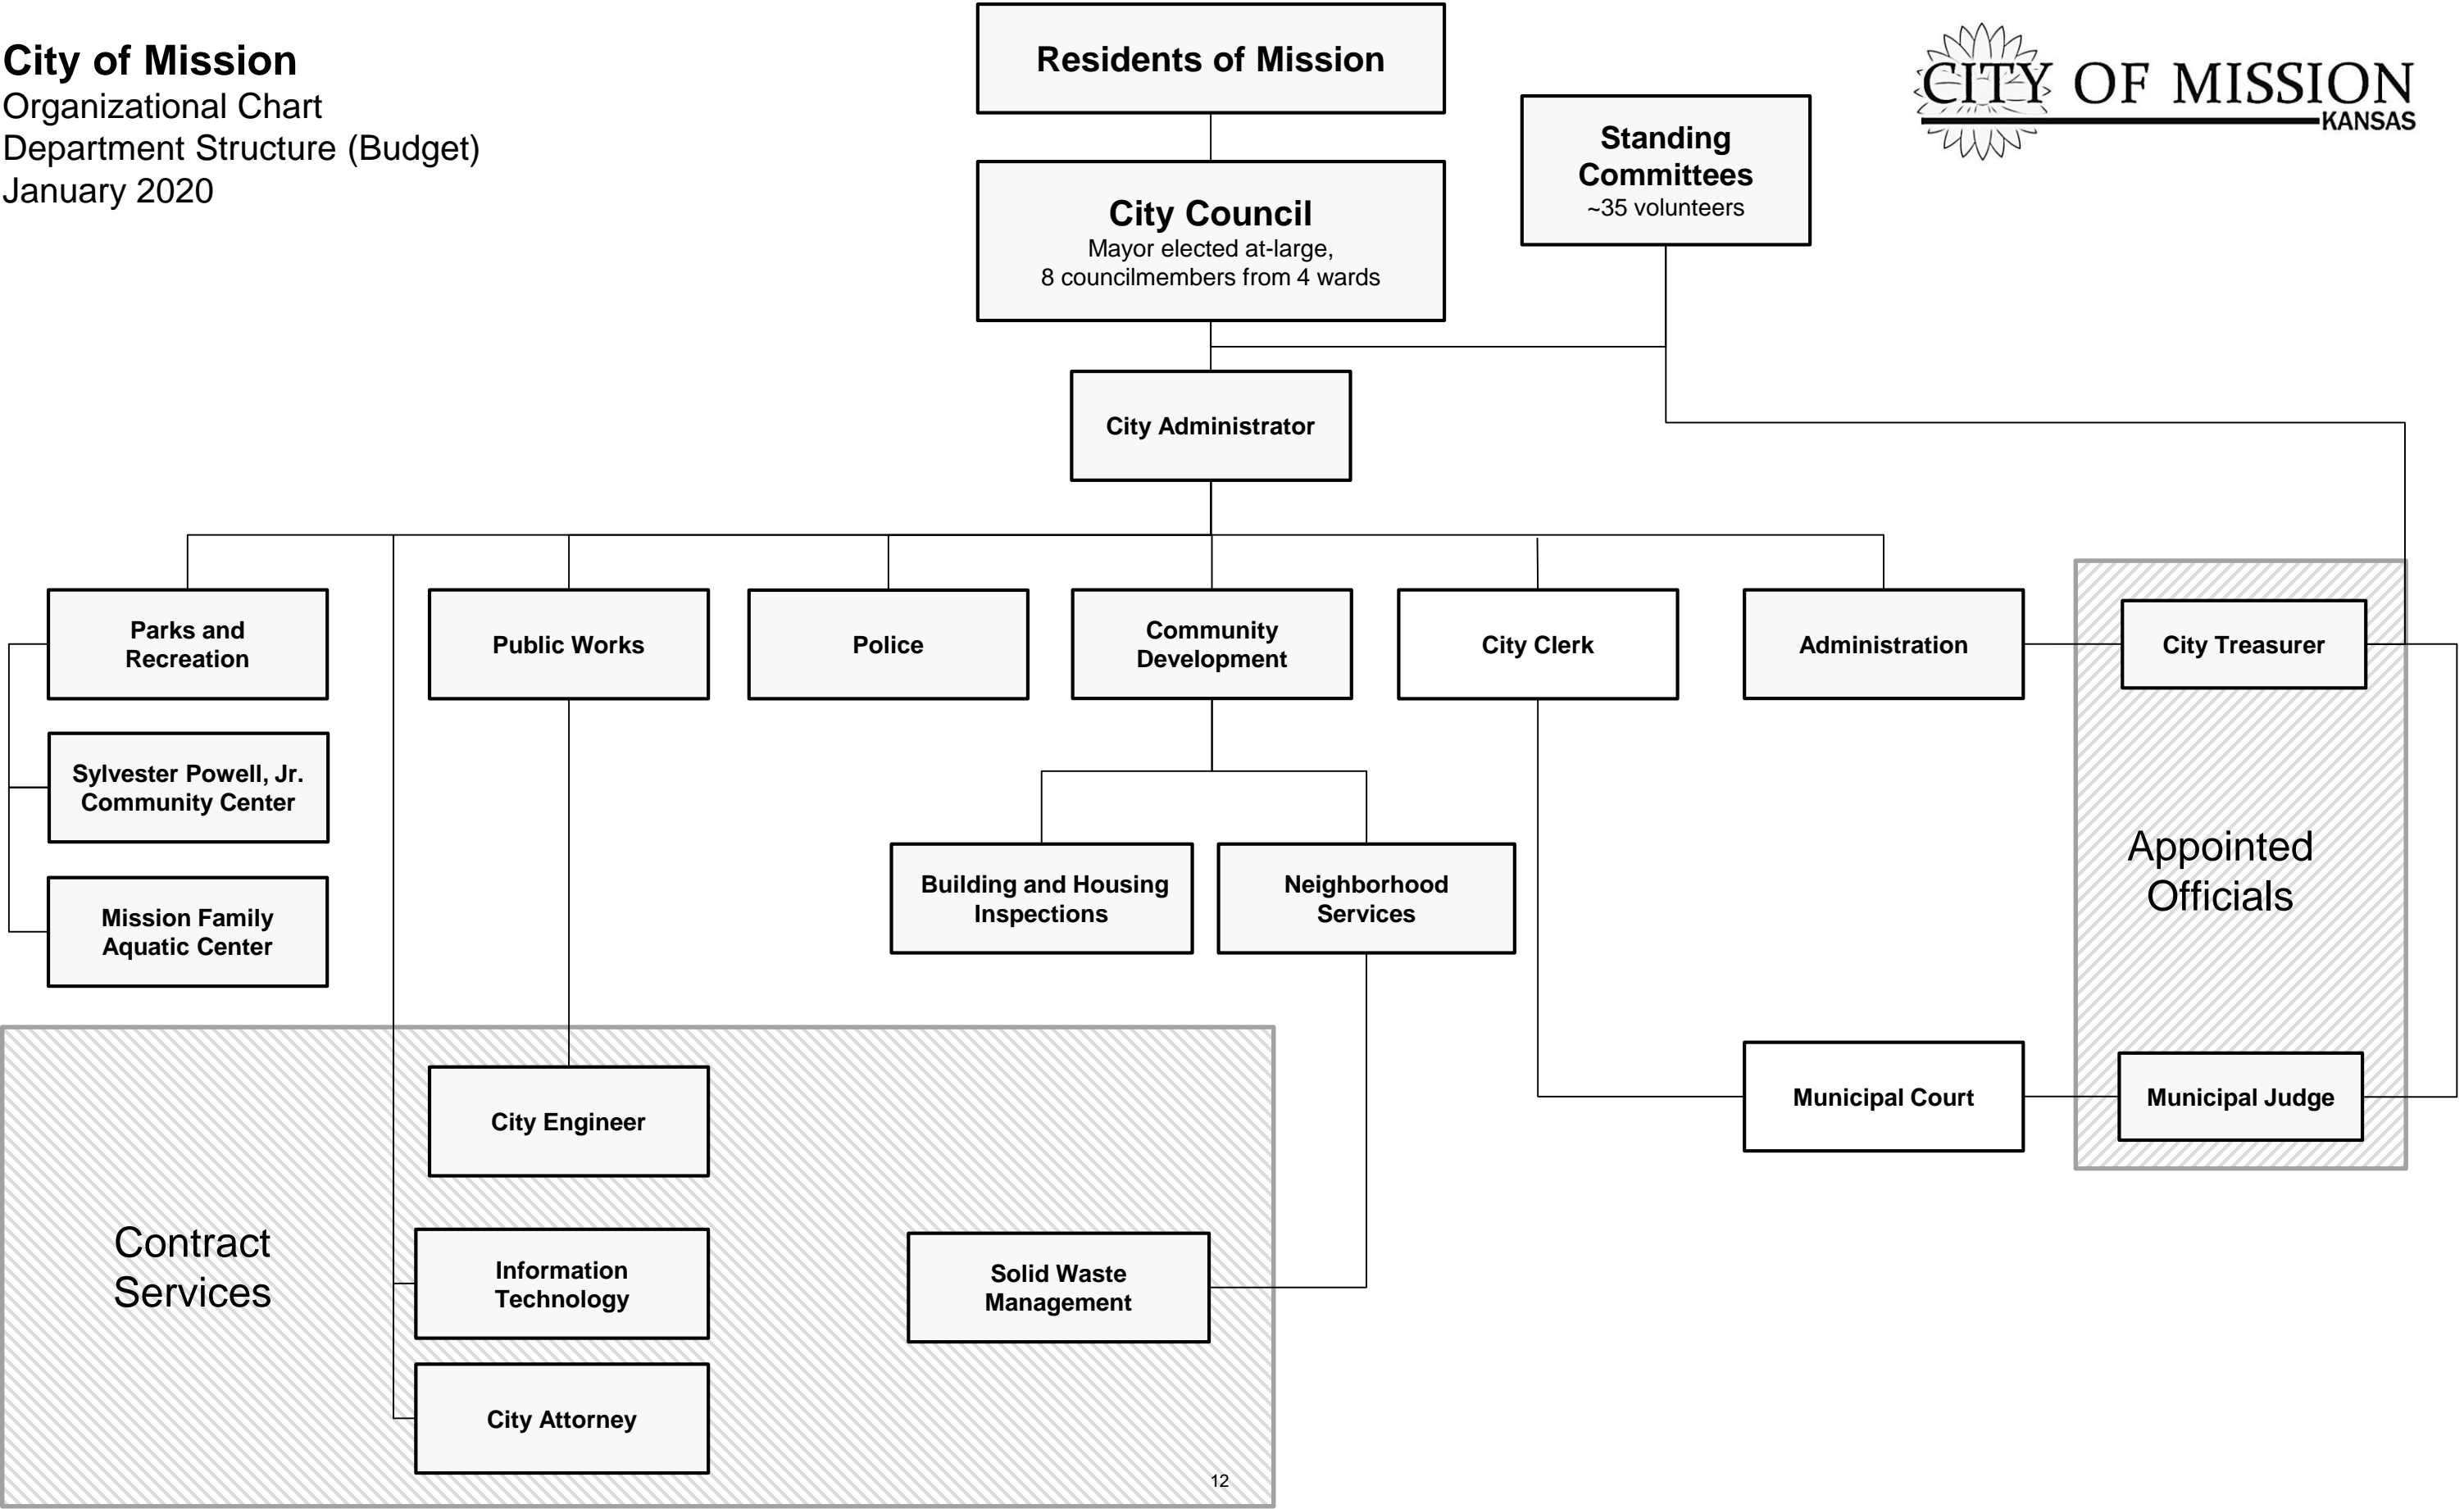 City of Mission
Organizational Chart
Department Structure (Budget)
January 2020
Residents of Mission
CITY OF MISSION
KANSAS
Standing
Committees
~35 volunteers
City Council
Mayor elected at-large,
8 councilmembers from 4 wards
City Administrator
Parks and
Recreation
Public Works
Police
Community
Development
City Clerk
Administration
City Treasurer
Sylvester Powell, Jr.
Community Center
Mission Family
Aquatic Center
Building and Housing
Inspections
Neighborhood
Services
Appointed
Officials
Municipal Court
Municipal Judge
Contract
Services
City Engineer
Information
Technology
Solid Waste
Management
City Attorney
12